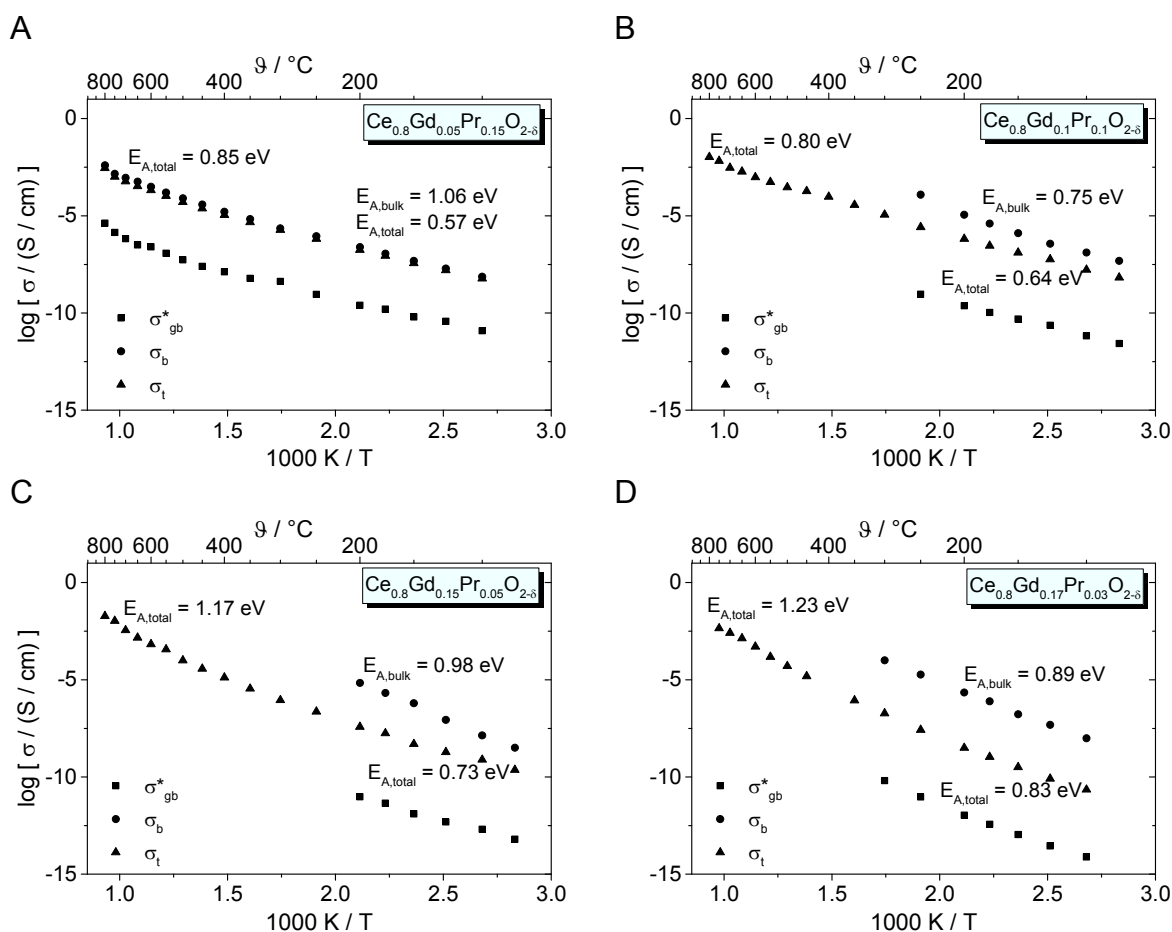 A
ϑ / °C
800 600 400 200
0
-5
-10
-15
log [ σ / (S / cm) ]
Ce0.8Gd0.05Pr0.15O2-δ
EA,total = 0.85 eV
EA,bulk = 1.06 eV
EA,total = 0.57 eV
σ*gb
σb
σt
1.0 1.5 2.0 2.5 3.0
1000 K / T
B
ϑ / °C
800 600 400 200
0
-5
-10
-15
log [ σ / (S / cm) ]
Ce0.8Gd0.1Pr0.1O2-δ
EA,total = 0.80 eV
EA,bulk = 0.75 eV
EA,total = 0.64 eV
σ*gb
σb
σt
1.0 1.5 2.0 2.5 3.0
1000 K / T
C
ϑ / °C
800 600 400 200
0
-5
-10
-15
log [ σ / (S / cm) ]
Ce0.8Gd0.15Pr0.05O2-δ
EA,total = 1.17 eV
EA,bulk = 0.98 eV
EA,total = 0.73 eV
σ*gb
σb
σt
1.0 1.5 2.0 2.5 3.0
1000 K / T
D
ϑ / °C
800 600 400 200
0
-5
-10
-15
log [ σ / (S / cm) ]
Ce0.8Gd0.17Pr0.03O2-δ
EA,total = 1.23 eV
EA,bulk = 0.89 eV
EA,total = 0.83 eV
σ*gb
σb
σt
1.0 1.5 2.0 2.5 3.0
1000 K / T